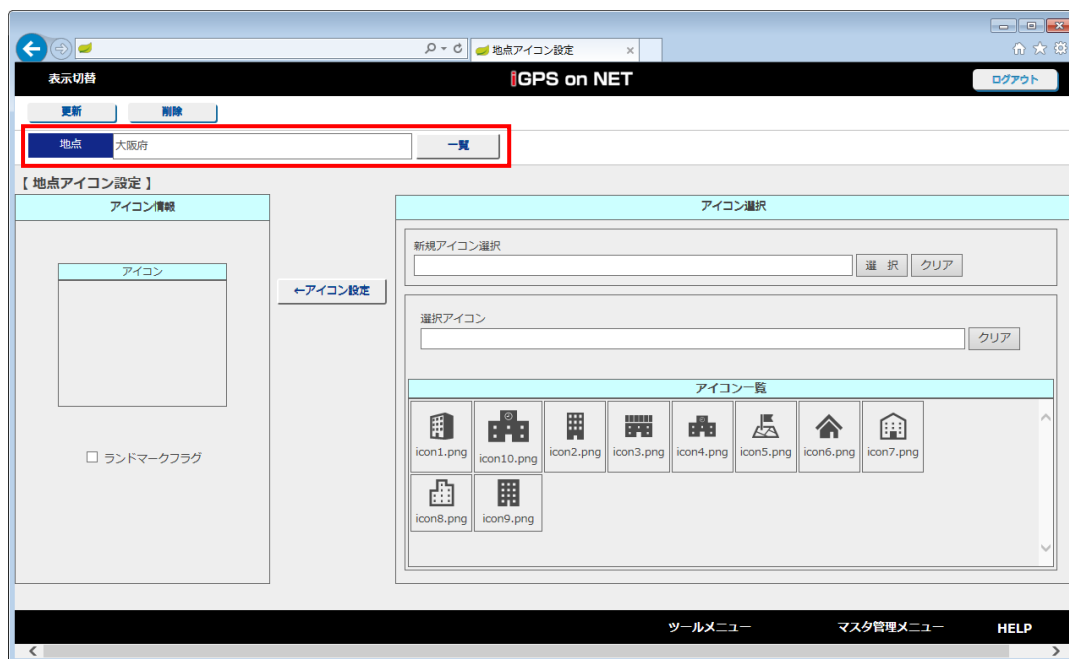 地点アイコン設定
表示切替
iGPS on NET
ログアウト
更新
削除
地点
大阪府
一覧
【 地点アイコン設定 】
アイコン情報
アイコン
ランドマークフラグ
←アイコン設定
アイコン選択
新規アイコン選択
選 択
クリア
選択アイコン
クリア
アイコン一覧
icon1.png
icon10.png
icon2.png
icon3.png
icon4.png
icon5.png
icon6.png
icon7.png
icon8.png
icon9.png
ツールメニュー
マスタ管理メニュー
HELP